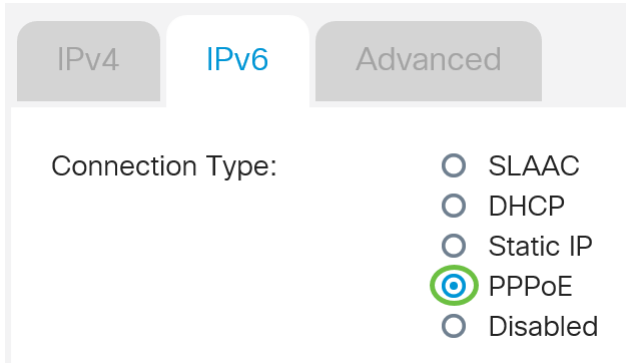 IPv4 IPv6 Advanced
Connection Type: SLAAC
DHCP
Static IP
PPPoE
Disabled